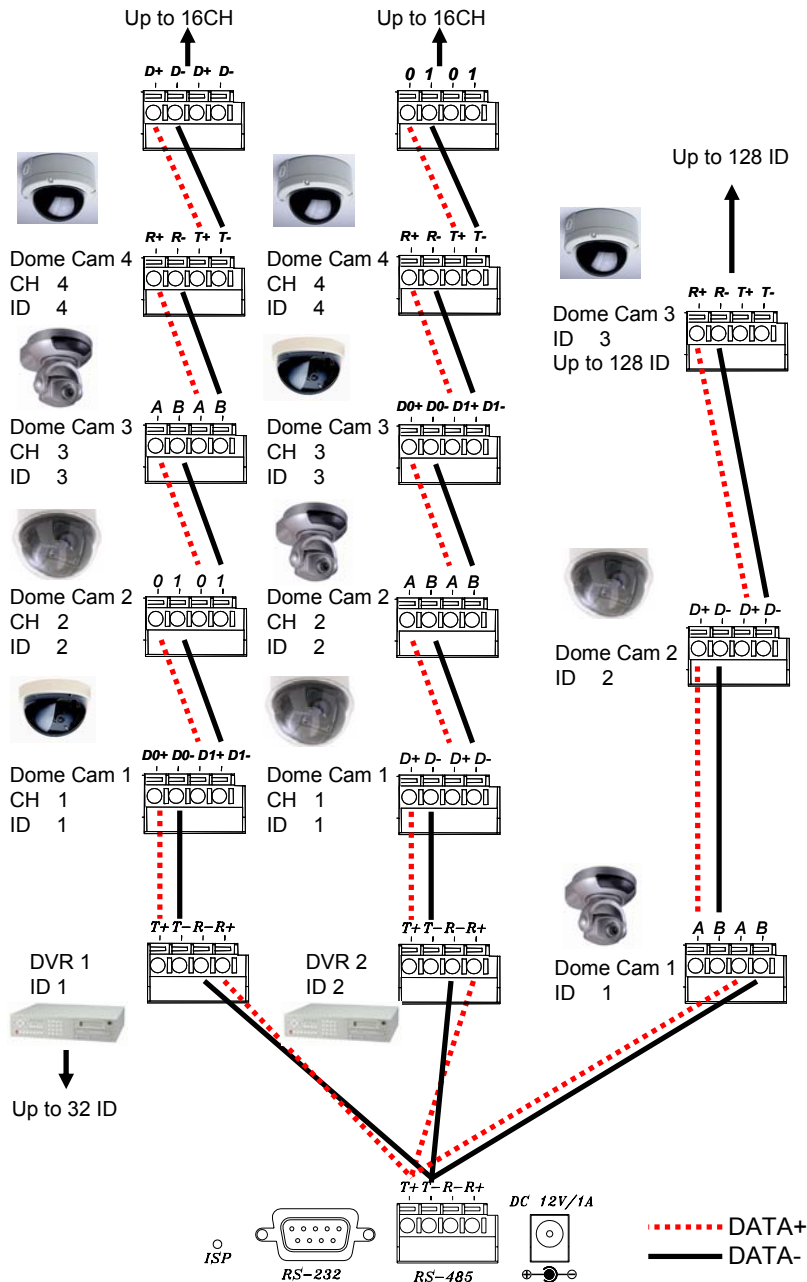 Up to 16CH
Up to 16CH
D+ D- D+ D-
0 1 0 1
Up to 128 ID
R+ R- T+ T-
R+ R- T+ T-
Dome Cam 4
CH 4
ID 4
Dome Cam 4
CH 4
ID 4
R+ R- T+ T-
Dome Cam 3
ID 3
Up to 128 ID
A B A B
D0+ D0- D1+ D1-
Dome Cam 3
CH 3
ID 3
Dome Cam 3
CH 3
ID 3
0 1 0 1
A B A B
Dome Cam 2
CH 2
ID 2
Dome Cam 2
CH 2
ID 2
D+ D- D+ D-
Dome Cam 2
ID 2
D0+ D0- D1+ D1-
D+ D- D+ D-
Dome Cam 1
CH 1
ID 1
Dome Cam 1
CH 1
ID 1
T+ T- R- R+
T+ T- R- R+
A B A B
DVR 1
ID 1
DVR 2
ID 2
Dome Cam 1
ID 1
Up to 32 ID
T+ T- R- R+
DC 12V/1A
ISP
RS-232
RS-485
DATA+
DATA-